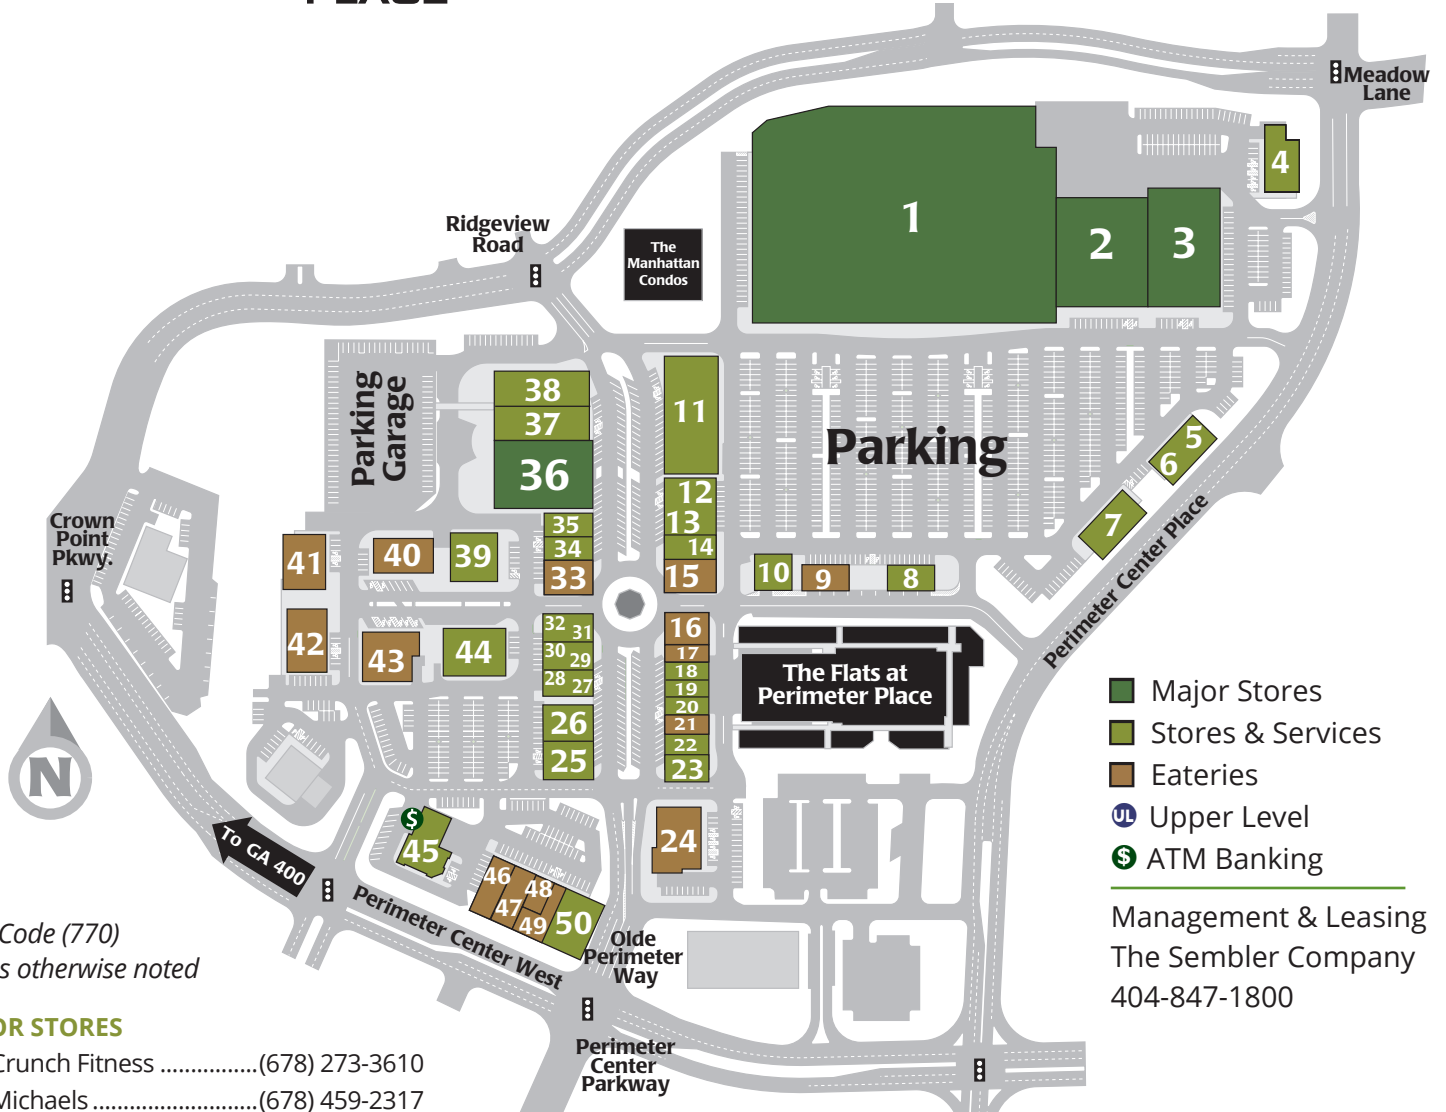 PLACE
Meadow
Lane
Ridgeview
Road
The
Manhattan
Condos
1
2
3
4
38
37
36
11
Parking
Garage
Parking
5
6
7
12
13
14
15
35
34
33
10
9
8
Crown
Point
Pkwy.
41
40
39
42
43
44
32
31
30
29
28
27
26
25
16
17
18
19
20
21
22
23
The Flats at
Perimeter Place
Perimeter Center Place
Major Stores
Stores & Services
Eateries
UL Upper Level
$ ATM Banking
N
To GA 400
$
45
24
46
48
47
49
50
Perimeter Center West
Olde
Perimeter
Way
Perimeter
Center
Parkway
Management & Leasing
The Sembler Company
404-847-1800
Code (770)
s otherwise noted
OR STORES
Crunch Fitness ................(678) 273-3610
Michaels ...........................(678) 459-2317